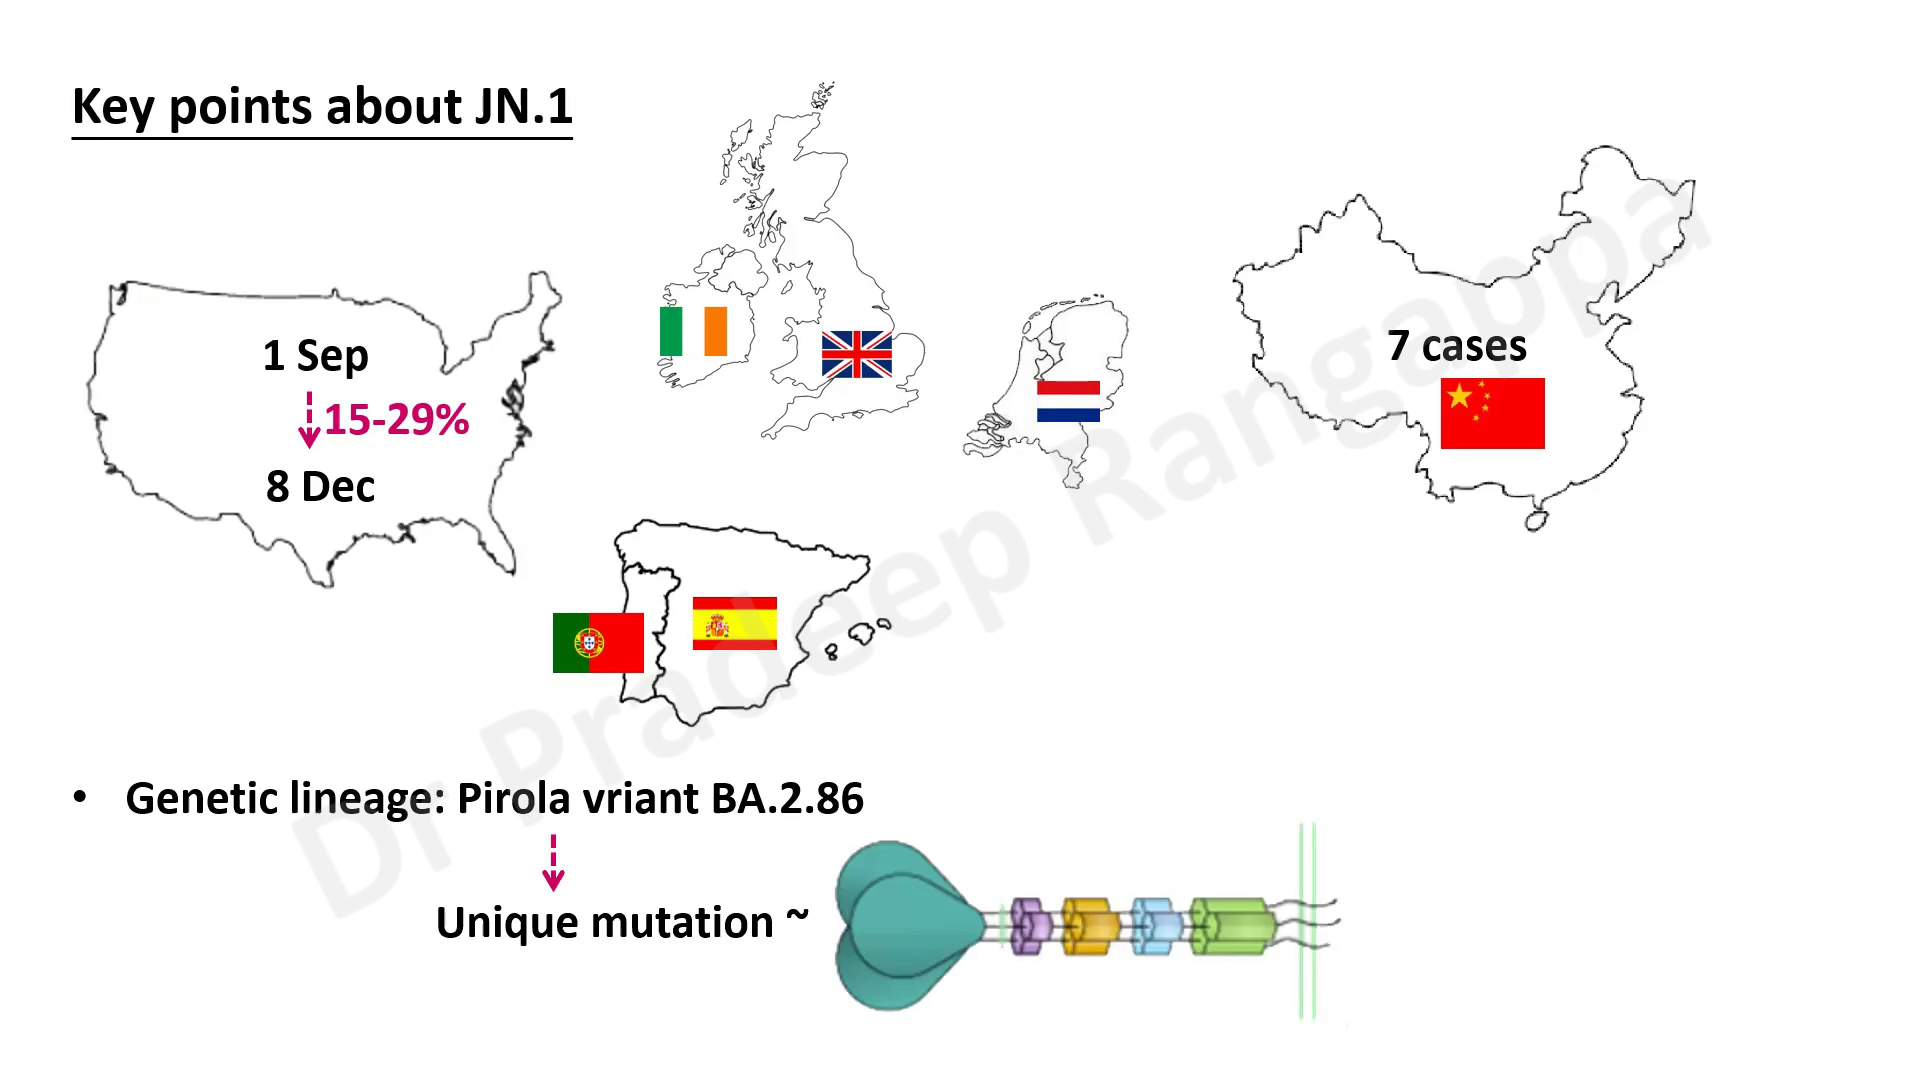 Key points about JN.1
1 Sep
15-29%
8 Dec
7 cases
• Genetic lineage: Pirola vriant BA.2.86
Unique mutation ~
Dr Pradeep Rangappa